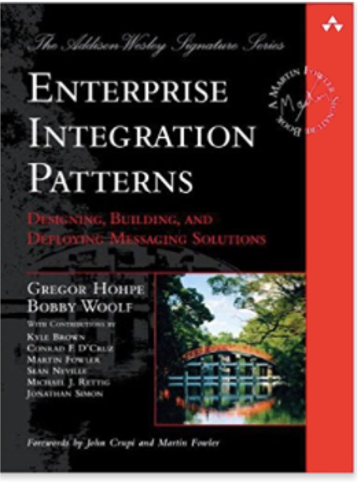 The Addison Wesley Signature Series
A MARTIN FOWLER SIGNATURE BOOK
ENTERPRISE
INTEGRATION
PATTERNS
DESIGNING, BUILDING, AND
DEPLOYING MESSAGING SOLUTIONS
GREGOR HOHPE
BOBBY WOOLF
WITH CONTRIBUTIONS BY
KYLE BROWN
CONRAD F. D'CRUZ
MARTIN FOWLER
SEAN NEVILLE
MICHAEL J. RETTIG
JONATHAN SIMON
Forewords by John Crupi and Martin Fowler